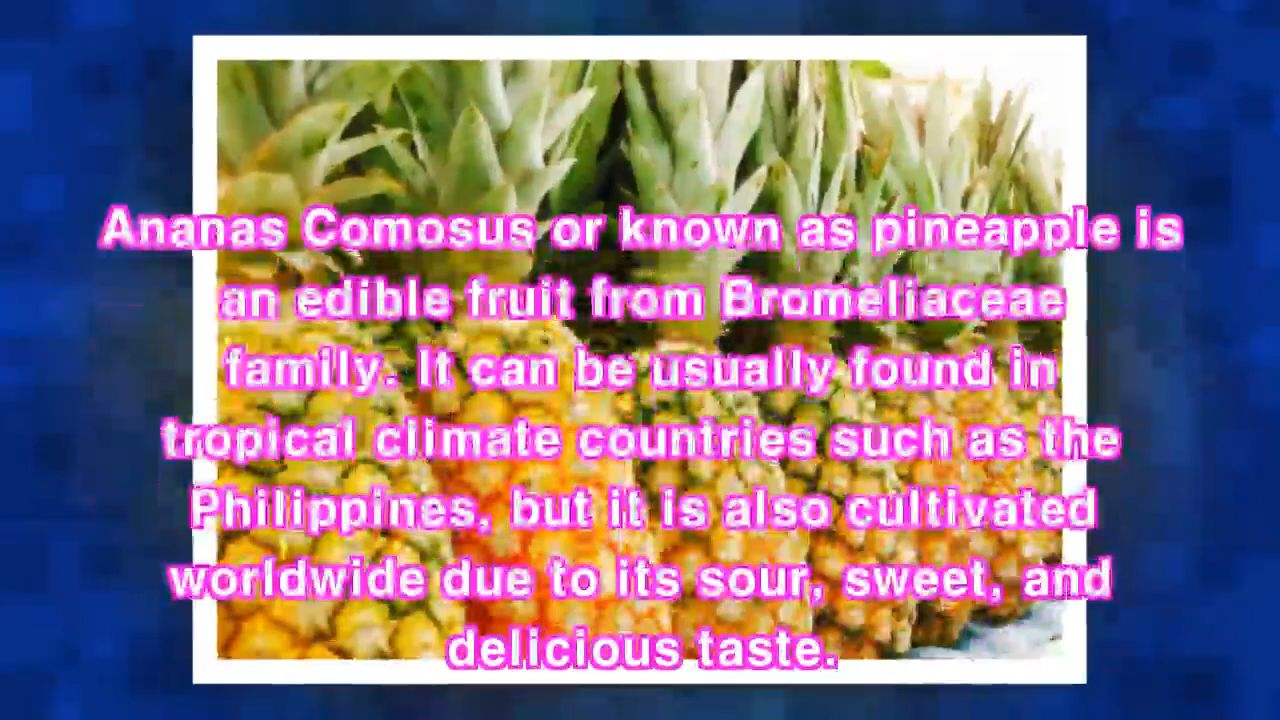 Ananas Comosus or known as pineapple is
an edible fruit from Bromeliaceae
family. It can be usually found in
tropical climate countries such as the
Philippines, but it is also cultivated
worldwide due to its sour, sweet, and
delicious taste.